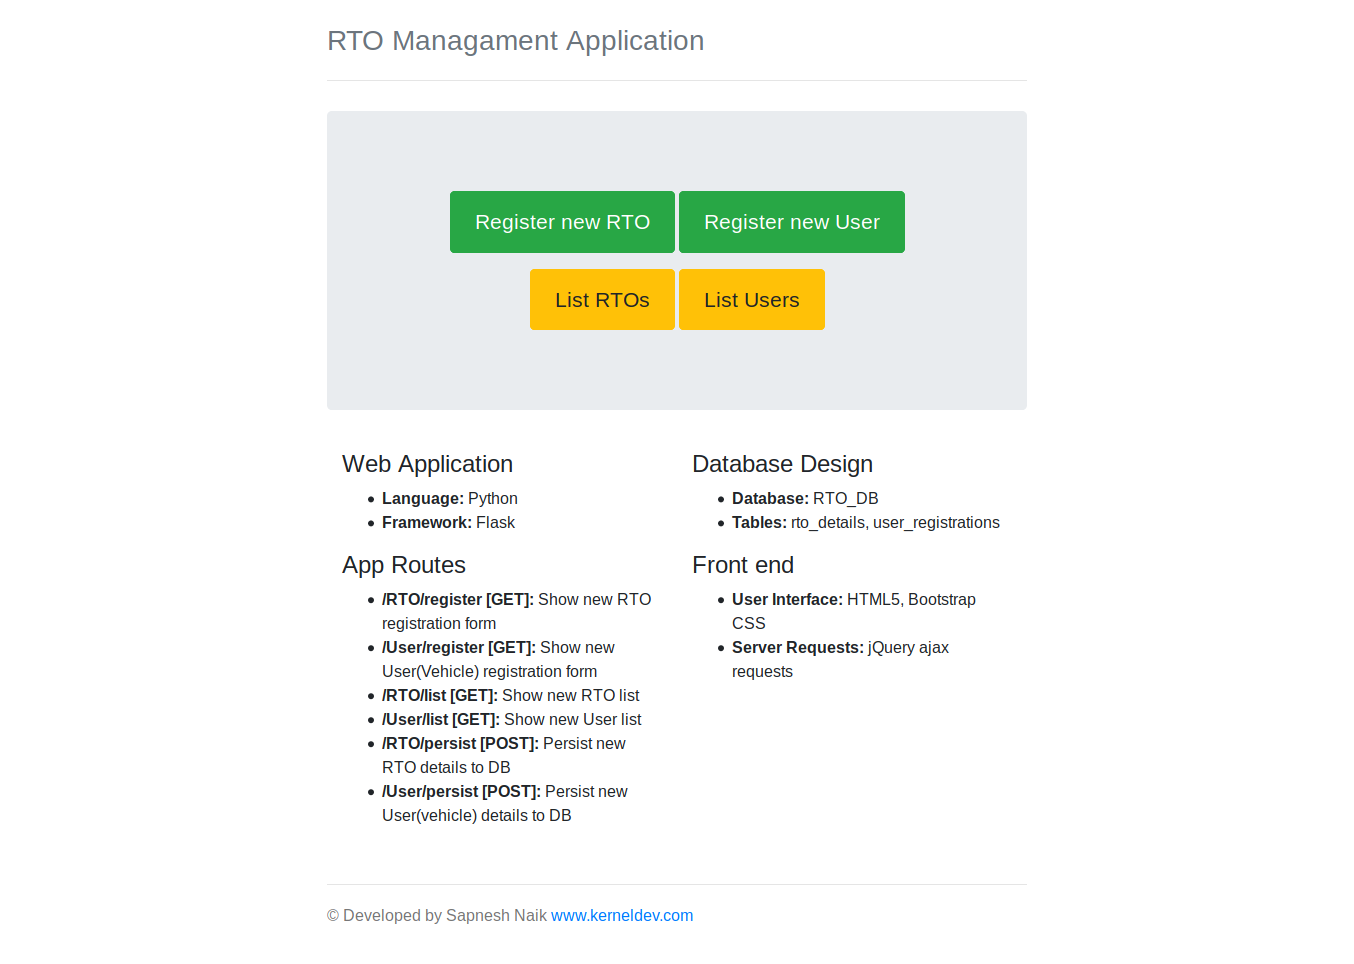 RTO Managament Application
Register new RTO
Register new User
List RTOs
List Users
Web Application
Language: Python
Framework: Flask
App Routes
/RTO/register [GET]: Show new RTO
registration form
/User/register [GET]: Show new
User(Vehicle) registration form
/RTO/list [GET]: Show new RTO list
/User/list [GET]: Show new User list
/RTO/persist [POST]: Persist new
RTO details to DB
/User/persist [POST]: Persist new
User(vehicle) details to DB
Database Design
Database: RTO_DB
Tables: rto_details, user_registrations
Front end
User Interface: HTML5, Bootstrap
CSS
Server Requests: jQuery ajax
requests
© Developed by Sapnesh Naik www.kerneldev.com